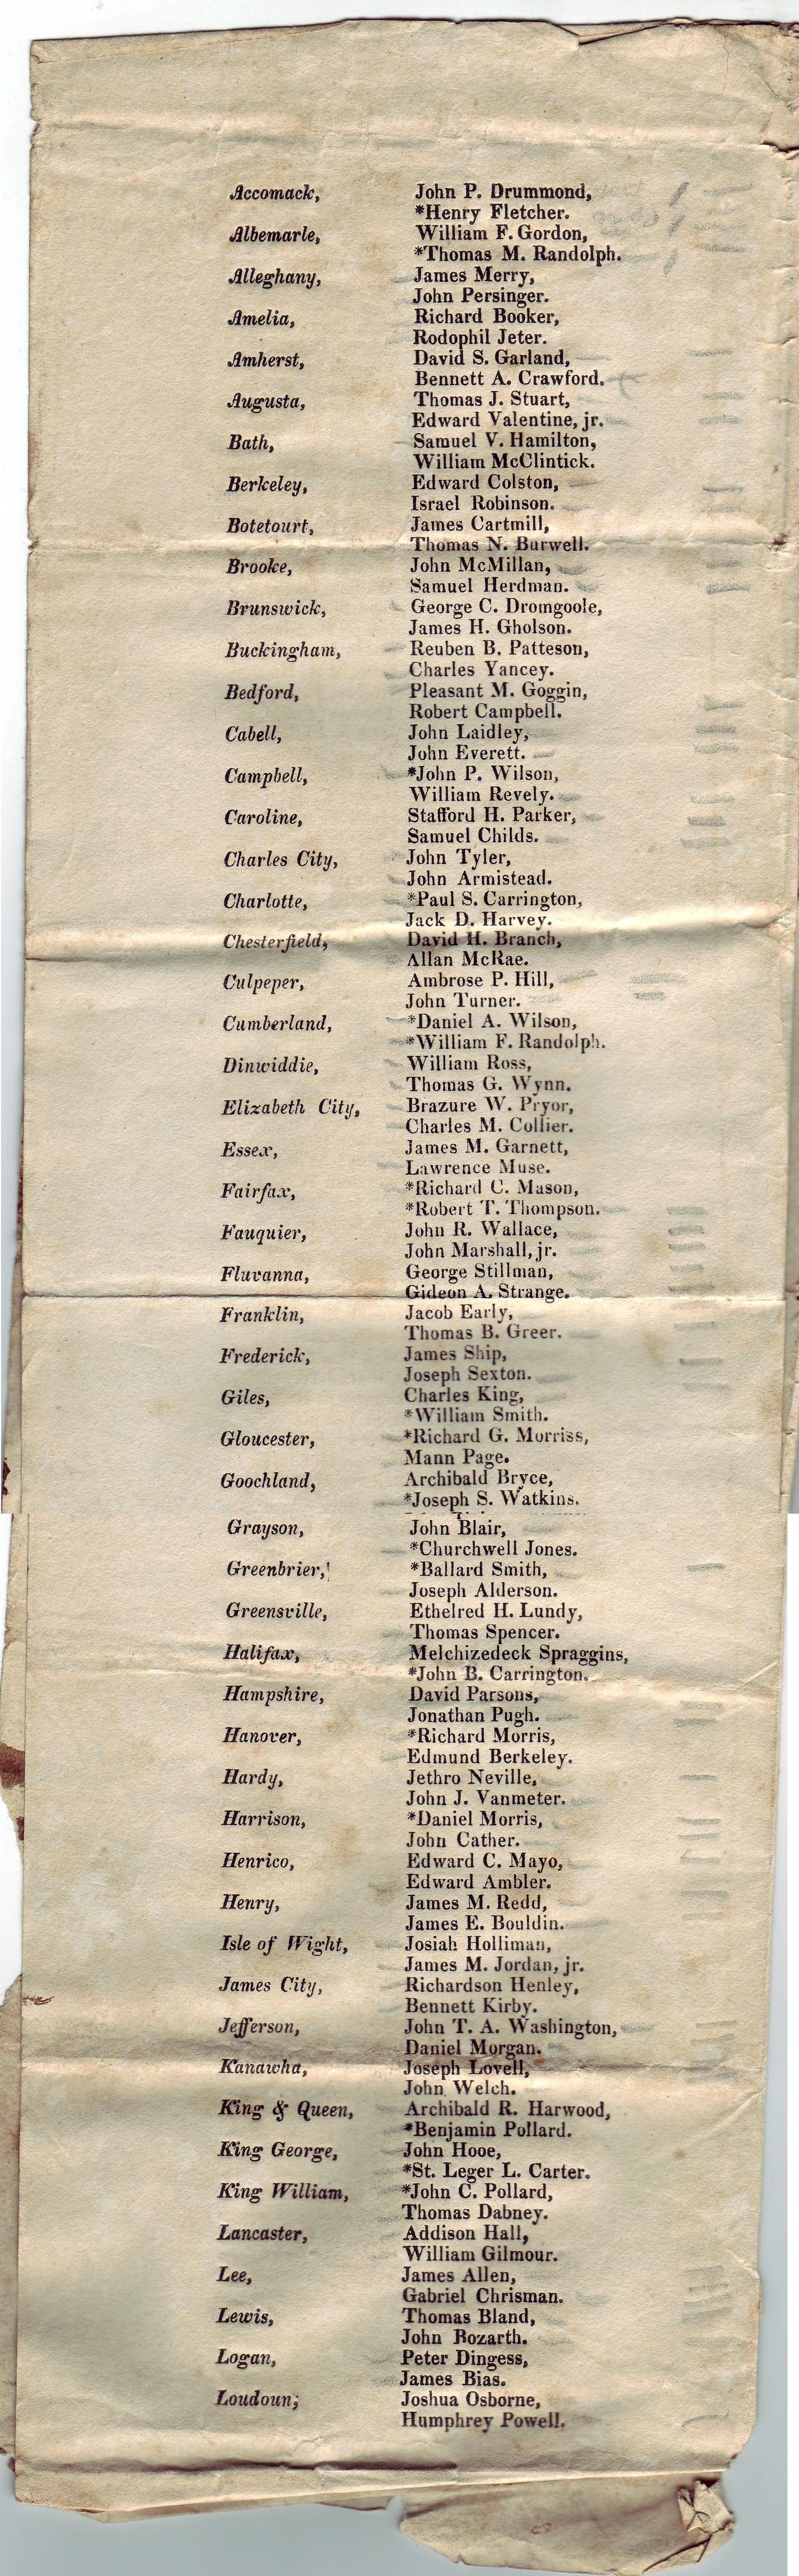 Accomack, John P. Drummond,
*Henry Fletcher.
Albemarle, William F. Gordon,
*Thomas M. Randolph.
Alleghany, James Merry,
John Persinger.
Amelia, Richard Booker,
Rodophil Jeter.
Amherst, David S. Garland,
Bennett A. Crawford.
Augusta, Thomas J. Stuart,
Edward Valentine, jr.
Bath, Samuel V. Hamilton,
William McClintick.
Berkeley, Edward Colston,
Israel Robinson.
Botetourt, James Cartmill,
Thomas N. Burwell.
Brooke, John McMillan,
Samuel Herdman.
Brunswick, George C. Dromgoole,
James H. Gholson.
Buckingham, Reuben B. Patteson,
Charles Yancey.
Bedford, Pleasant M. Goggin,
Robert Campbell.
Cabell, John Laidley,
John Everett.
Campbell, *John P. Wilson,
William Revely.
Caroline, Stafford H. Parker,
Samuel Childs.
Charles City, John Tyler,
John Armistead.
Charlotte, *Paul S. Carrington,
Jack D. Harvey.
Chesterfield, David H. Branch,
Allan McRae.
Culpeper, Ambrose P. Hill,
John Turner.
Cumberland, *Daniel A. Wilson,
*William F. Randolph.
Dinwiddie, William Ross,
Thomas G. Wynn.
Elizabeth City, Brazure W. Pryor,
Charles M. Collier.
Essex, James M. Garnett,
Lawrence Muse.
Fairfax, *Richard C. Mason,
*Robert T. Thompson.
Fauquier, John R. Wallace,
John Marshall, jr.
Fluvanna, George Stillman,
Gideon A. Strange.
Franklin, Jacob Early,
Thomas B. Greer.
Frederick, James Ship,
Joseph Sexton.
Giles, Charles King,
*William Smith.
Gloucester, *Richard G. Morriss,
Mann Page.
Goochland, Archibald Bryce,
*Joseph S. Watkins.
Grayson, John Blair,
*Churchwell Jones.
Greenbrier, *Ballard Smith,
Joseph Alderson.
Greensville, Ethelred H. Lundy,
Thomas Spencer.
Halifax, Melchizedeck Spraggins,
*John B. Carrington.
Hampshire, David Parsons,
Jonathan Pugh.
Hanover, *Richard Morris,
Edmund Berkeley.
Hardy, Jethro Neville,
John J. Vanmeter.
Harrison, *Daniel Morris,
John Cather.
Henrico, Edward C. Mayo,
Edward Ambler.
Henry, James M. Redd,
James E. Bouldin.
Isle of Wight, Josiah Holliman,
James M. Jordan, jr.
James City, Richardson Henley,
Bennett Kirby.
Jefferson, John T. A. Washington,
Daniel Morgan.
Kanawha, Joseph Lovell,
John Welch.
King & Queen, Archibald R. Harwood,
*Benjamin Pollard.
King George, John Hooe,
*St. Leger L. Carter.
King William, *John C. Pollard,
Thomas Dabney.
Lancaster, Addison Hall,
William Gilmour.
Lee, James Allen,
Gabriel Chrisman.
Lewis, Thomas Bland,
John Bozarth.
Logan, Peter Dingess,
James Bias.
Loudoun; Joshua Osborne,
Humphrey Powell.